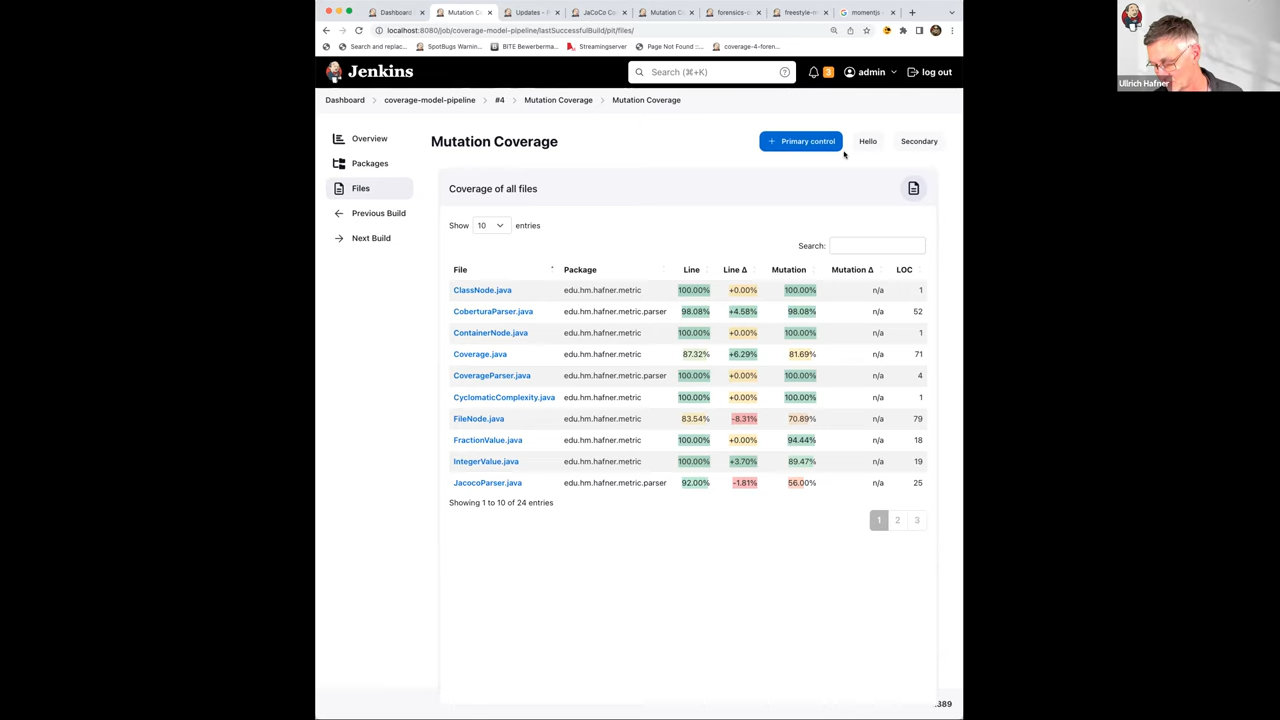 Dashboard
Mutation C
Updates - P
JaCoCo Co
Mutation Co
forensics-
freestyle-m
momentjs
localhost:8080/job/coverage-model-pipeline/lastSuccessfulBuild/pit/files/
Search and replac...
SpotBugs Warnin...
BITE Bewerberma...
Streamingserver
Page Not Found ::...
coverage-4-foren...
Jenkins
Search (⌘+K)
3
admin
log out
Dashboard
coverage-model-pipeline
#4
Mutation Coverage
Mutation Coverage
Overview
Packages
Files
Previous Build
Next Build
Mutation Coverage
+ Primary control
Hello
Secondary
Coverage of all files
Show 10 entries
Search:
File Package Line Line Δ Mutation Mutation Δ LOC
ClassNode.java edu.hm.hafner.metric 100.00% +0.00% 100.00% n/a 1
CoberturaParser.java edu.hm.hafner.metric.parser 98.08% +4.58% 98.08% n/a 52
ContainerNode.java edu.hm.hafner.metric 100.00% +0.00% 100.00% n/a 1
Coverage.java edu.hm.hafner.metric 87.32% +6.29% 81.69% n/a 71
CoverageParser.java edu.hm.hafner.metric.parser 100.00% +0.00% 100.00% n/a 4
CyclomaticComplexity.java edu.hm.hafner.metric 100.00% +0.00% 100.00% n/a 1
FileNode.java edu.hm.hafner.metric 83.54% -8.31% 70.89% n/a 79
FractionValue.java edu.hm.hafner.metric 100.00% +0.00% 94.44% n/a 18
IntegerValue.java edu.hm.hafner.metric 100.00% +3.70% 89.47% n/a 19
JacocoParser.java edu.hm.hafner.metric.parser 92.00% -1.81% 56.00% n/a 25
Showing 1 to 10 of 24 entries
1 2 3
.389
Ullrich Hafner